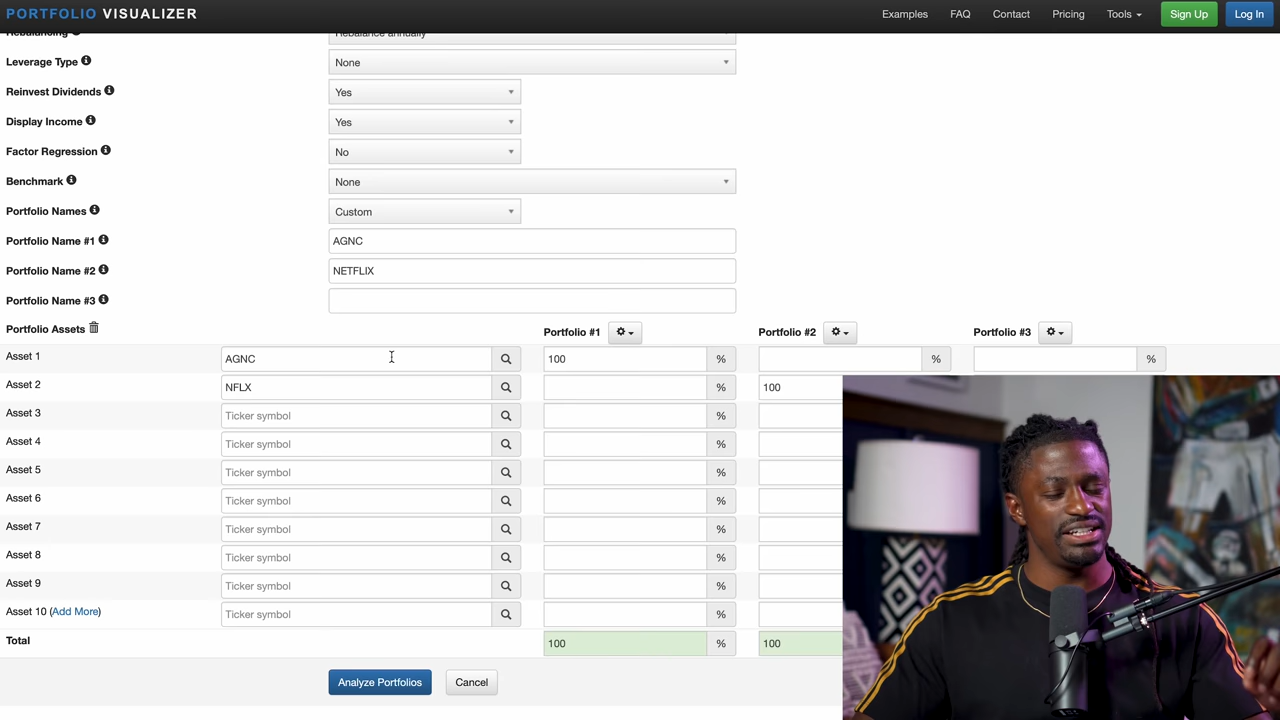 PORTFOLIO VISUALIZER
Examples FAQ Contact Pricing Tools Sign Up Log In
Rebalancing Rebalance annually
Leverage Type None
Reinvest Dividends Yes
Display Income Yes
Factor Regression No
Benchmark None
Portfolio Names Custom
Portfolio Name #1 AGNC
Portfolio Name #2 NETFLIX
Portfolio Name #3
Portfolio Assets Portfolio #1 Portfolio #2 Portfolio #3
Asset 1 AGNC 100 % % %
Asset 2 NFLX % 100
Asset 3 Ticker symbol %
Asset 4 Ticker symbol %
Asset 5 Ticker symbol %
Asset 6 Ticker symbol %
Asset 7 Ticker symbol %
Asset 8 Ticker symbol %
Asset 9 Ticker symbol %
Asset 10 (Add More) Ticker symbol %
Total 100 % 100
Analyze Portfolios Cancel